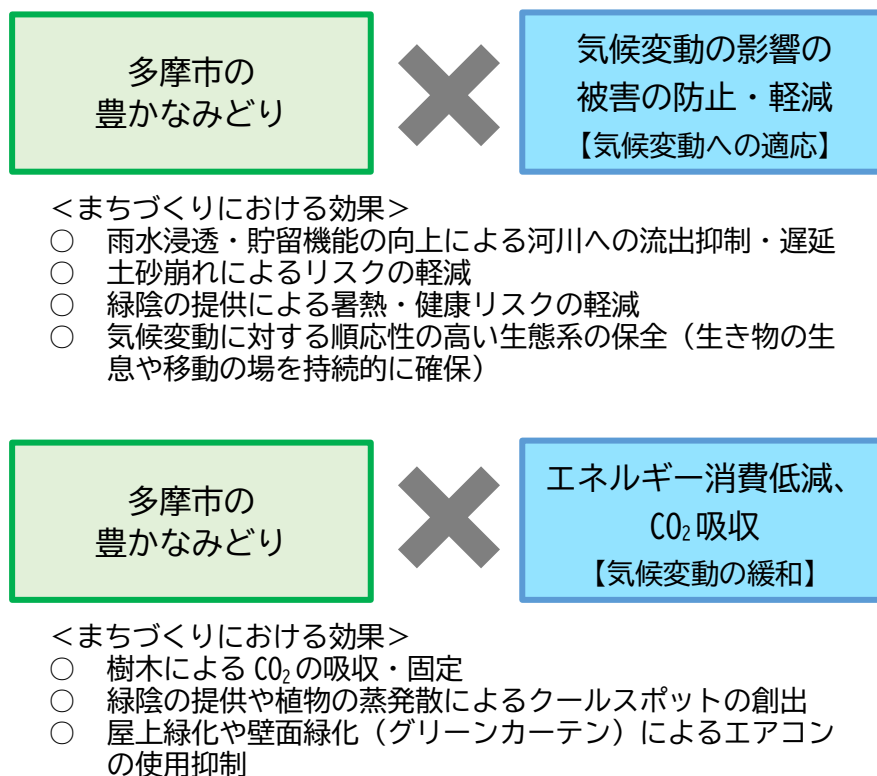 多摩市の
豊かなみどり
気候変動の影響の
被害の防止・軽減
【気候変動への適応】
＜まちづくりにおける効果＞
○ 雨水浸透・貯留機能の向上による河川への流出抑制・遅延
○ 土砂崩れによるリスクの軽減
○ 緑陰の提供による暑熱・健康リスクの軽減
○ 気候変動に対する順応性の高い生態系の保全（生き物の生
息や移動の場を持続的に確保）
多摩市の
豊かなみどり
エネルギー消費低減、
CO₂吸収
【気候変動の緩和】
＜まちづくりにおける効果＞
○ 樹木による CO₂の吸収・固定
○ 緑陰の提供や植物の蒸発散によるクールスポットの創出
○ 屋上緑化や壁面緑化（グリーンカーテン）によるエアコン
の使用抑制